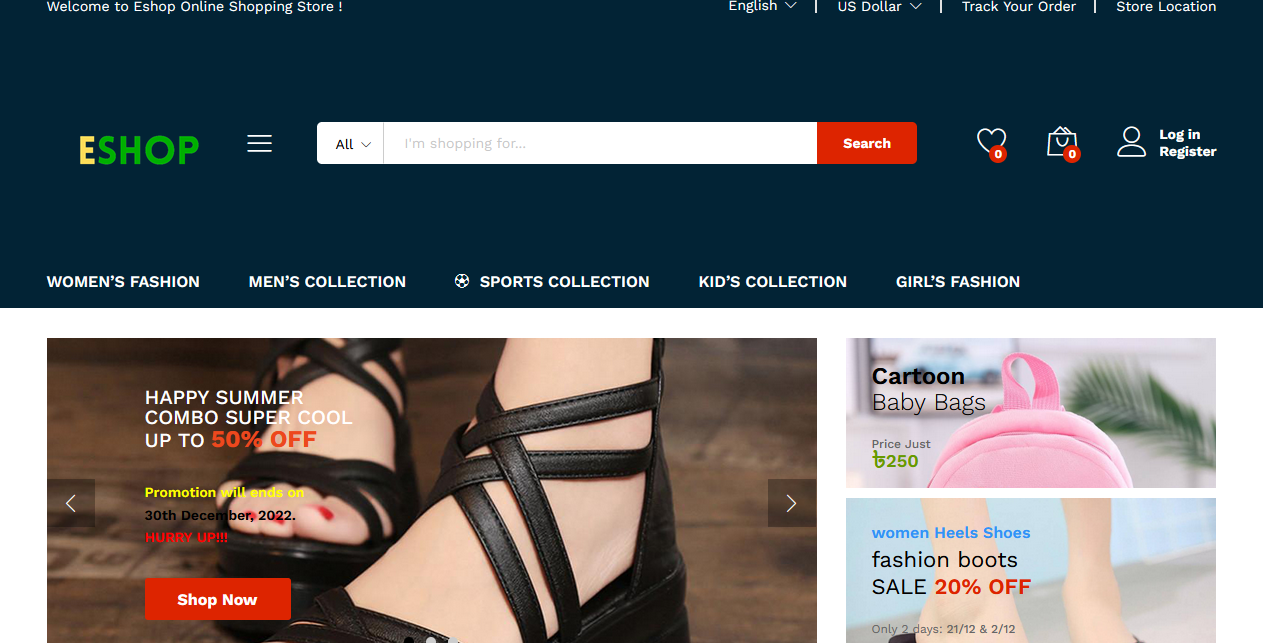 Welcome to Eshop Online Shopping Store !
English
US Dollar
Track Your Order
Store Location
ESHOP
All
I'm shopping for...
Search
0
0
Log in
Register
WOMEN’S FASHION
MEN’S COLLECTION
SPORTS COLLECTION
KID’S COLLECTION
GIRL’S FASHION
HAPPY SUMMER
COMBO SUPER COOL
UP TO 50% OFF
Promotion will ends on
30th December, 2022.
HURRY UP!!!
Shop Now
Cartoon
Baby Bags
Price Just
৳250
women Heels Shoes
fashion boots
SALE 20% OFF
Only 2 days: 21/12 & 2/12